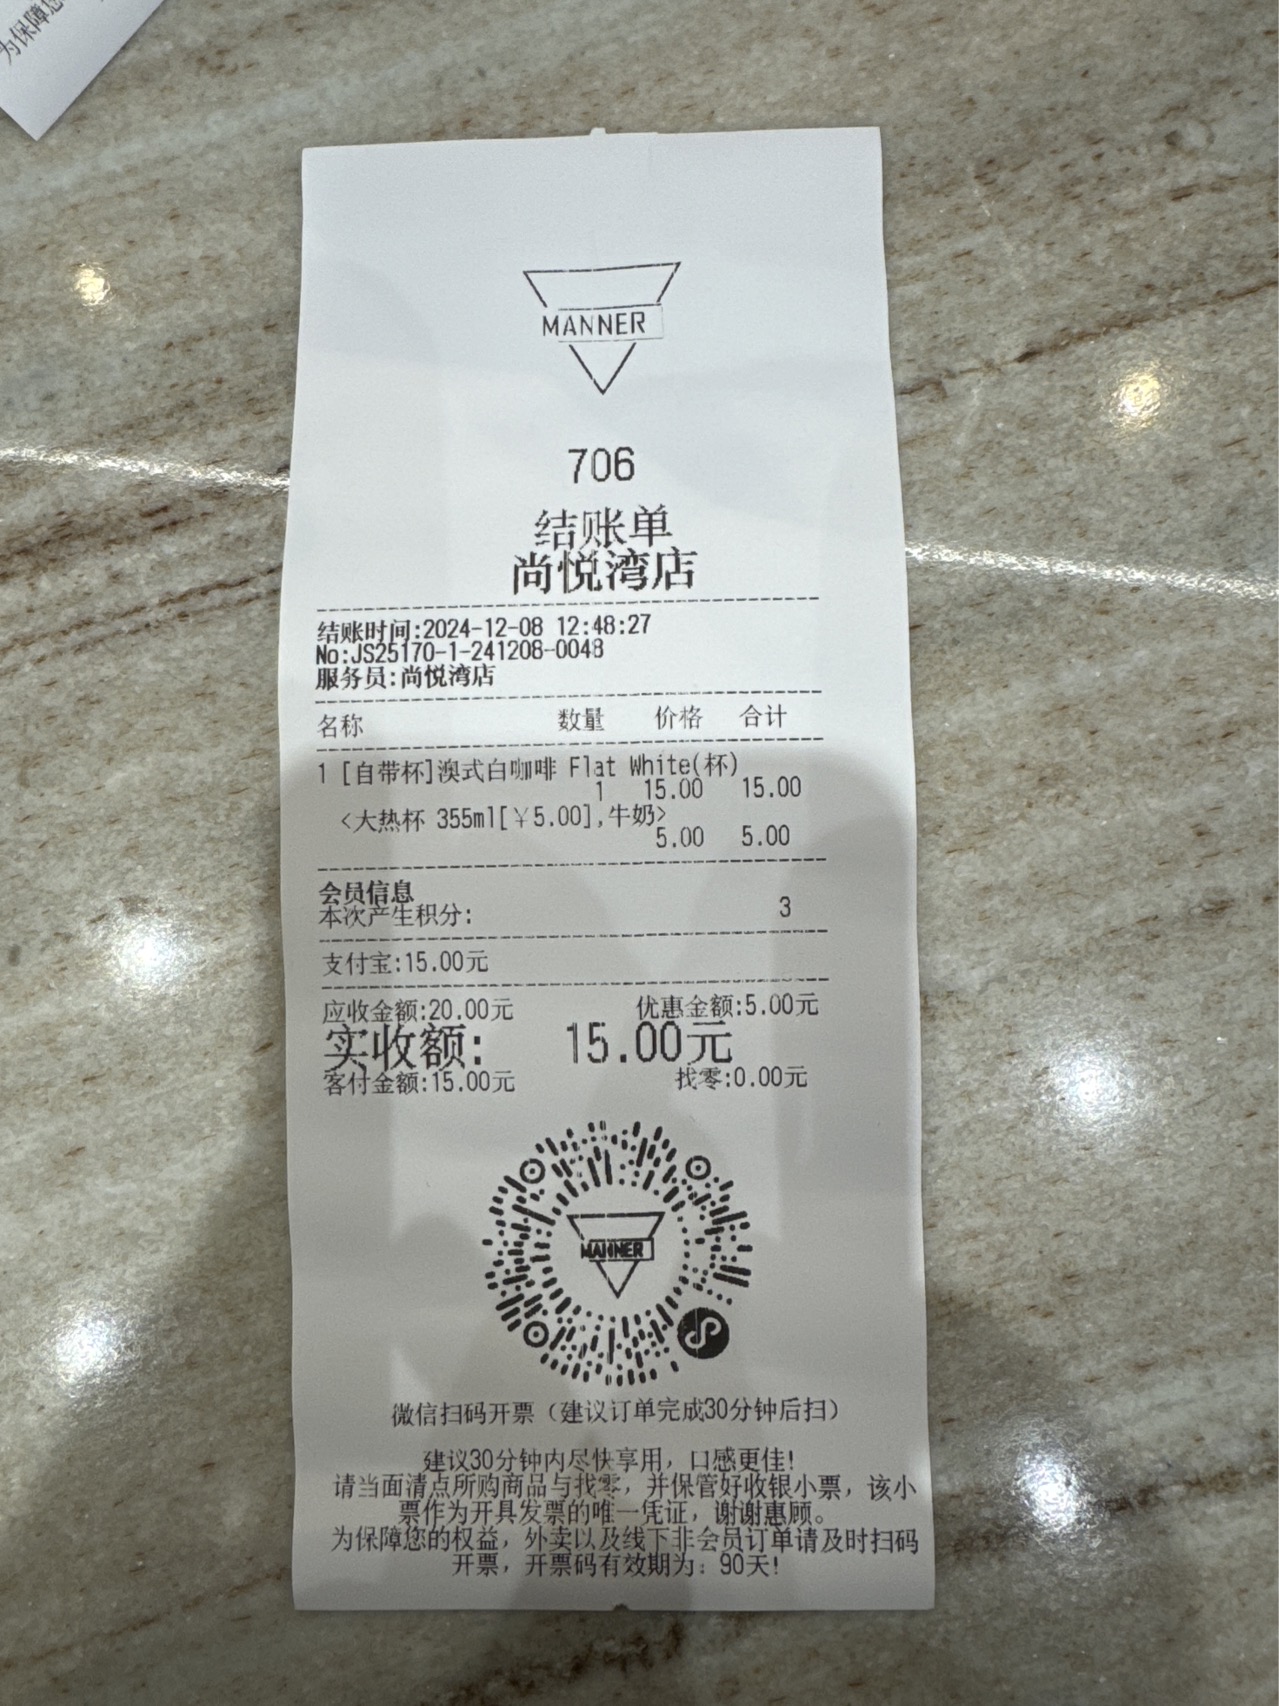 为保障您
MANNER
706
结账单
尚悦湾店
结账时间:2024-12-08 12:48:27
No:JS25170-1-241208-0048
服务员:尚悦湾店
名称 数量 价格 合计
1 [自带杯]澳式白咖啡 Flat White(杯)
1 15.00 15.00
<大热杯 355ml[￥5.00],牛奶>
5.00 5.00
会员信息
本次产生积分: 3
支付宝:15.00元
应收金额:20.00元 优惠金额:5.00元
实收额: 15.00元
客付金额:15.00元 找零:0.00元
MANNER
微信扫码开票（建议订单完成30分钟后扫）
建议30分钟内尽快享用，口感更佳!
请当面清点所购商品与找零，并保管好收银小票，该小
票作为开具发票的唯一凭证，谢谢惠顾。
为保障您的权益，外卖以及线下非会员订单请及时扫码
开票，开票码有效期为：90天!